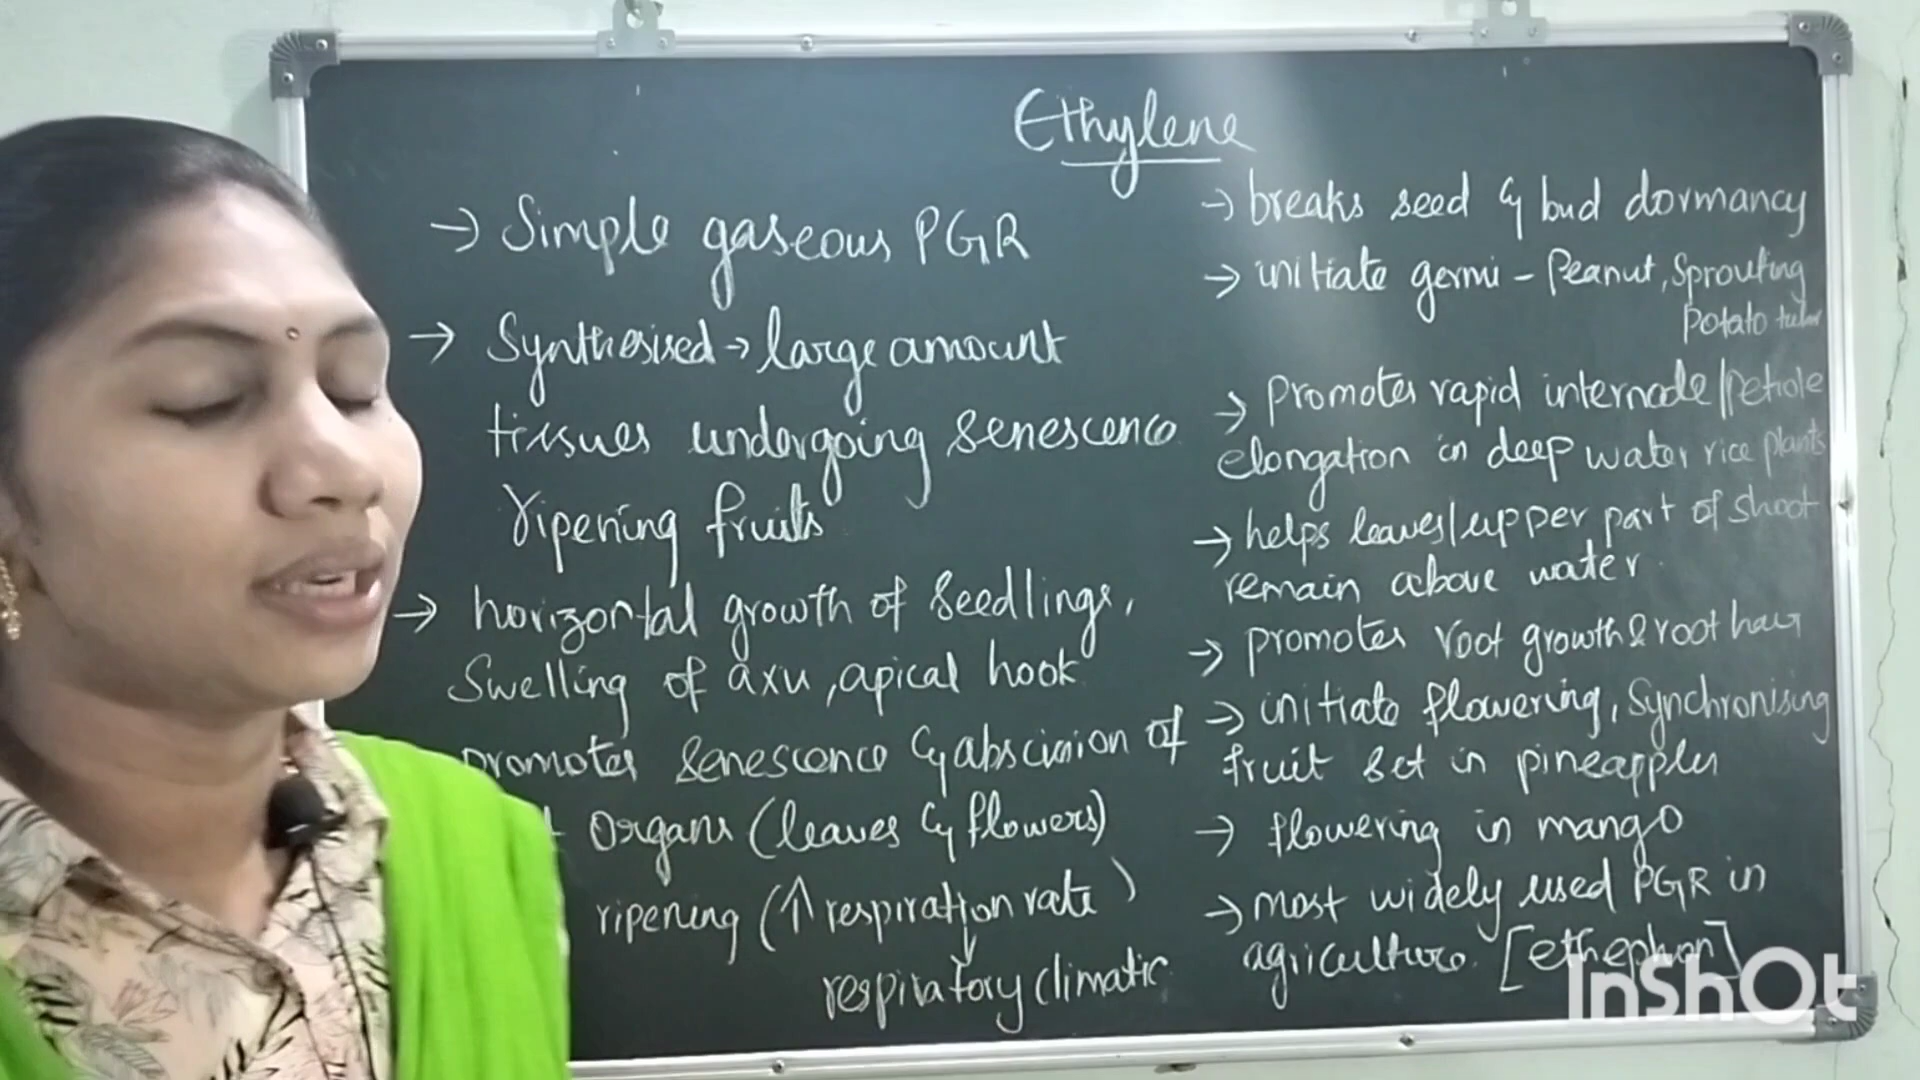 Ethylene
→ Simple gaseous PGR
→ Synthesised → large amount
tissues undergoing senescence
ripening fruits
→ horizontal growth of seedlings,
Swelling of axis, apical hook
promotes senescence & abscission of
organs (leaves & flowers)
ripening (↑ respiration rate)
↓
respiratory climatic
→ breaks seed & bud dormancy
→ initiate germi - Peanut, Sprouting
potato tuber
→ promotes rapid internode/petiole
elongation in deep water rice plants
→ helps leaves/upper part of shoot
remain above water.
→ promotes root growth & root hair
→ initiate flowering, synchronising
fruit set in pineapples
→ flowering in mango
→ most widely used PGR in
agriculture. [ethephon]
InShOt